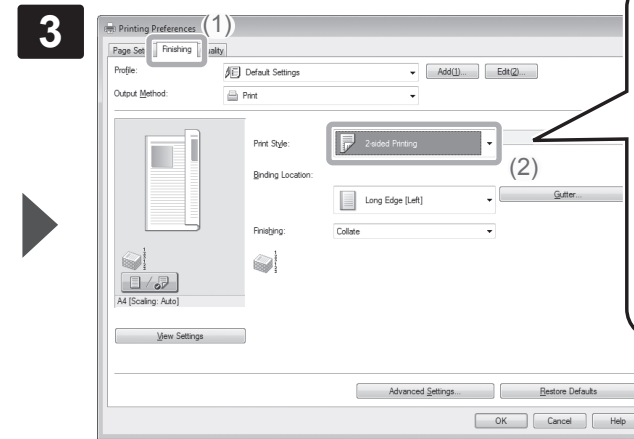 3
Printing Preferences
(1)
Page Set Finishing uality
Profile: Default Settings Add(1)... Edit(2)...
Output Method: Print
Print Style: 2-sided Printing
(2)
Binding Location:
Long Edge [Left] Gutter...
Finishing: Collate
A4 [Scaling: Auto]
View Settings
Advanced Settings... Restore Defaults
OK Cancel Help